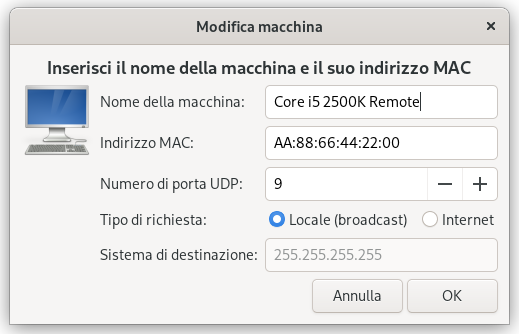 Modifica macchina
Inserisci il nome della macchina e il suo indirizzo MAC
Nome della macchina: Core i5 2500K Remote
Indirizzo MAC: AA:88:66:44:22:00
Numero di porta UDP: 9
Tipo di richiesta: Locale (broadcast) Internet
Sistema di destinazione: 255.255.255.255
Annulla OK